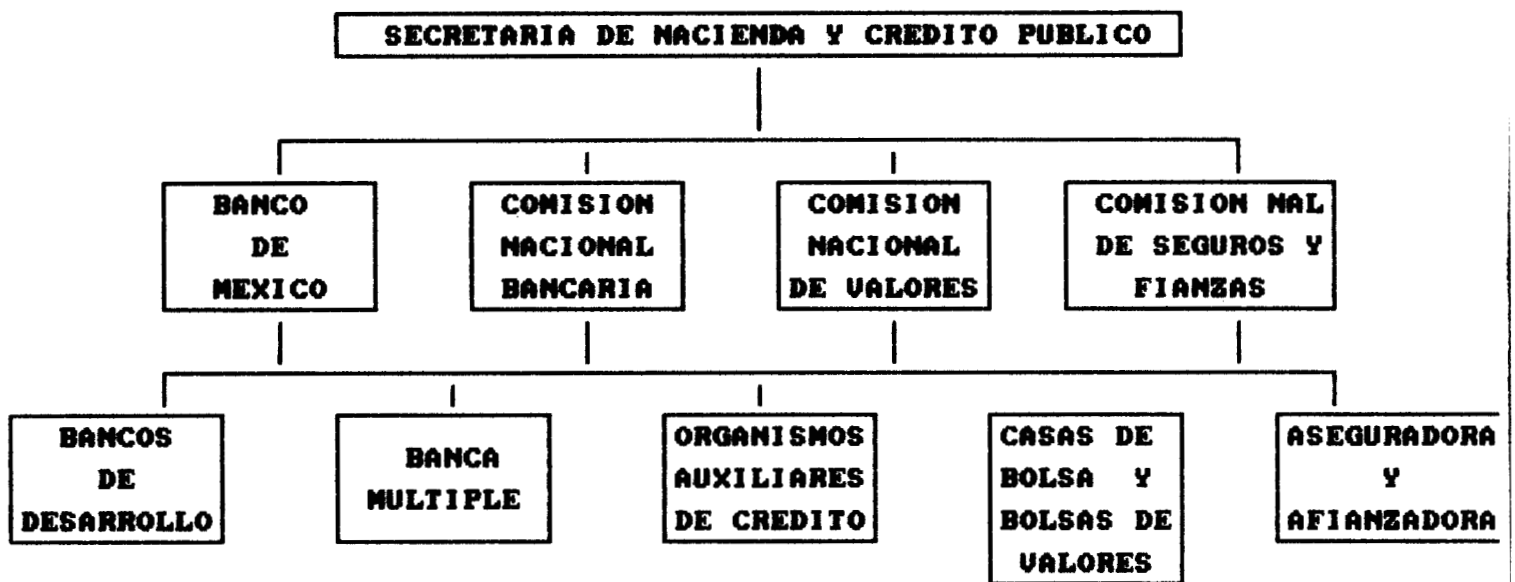 SECRETARIA DE HACIENDA Y CREDITO PUBLICO
BANCO
DE
MEXICO
COMISION
NACIONAL
BANCARIA
COMISION
NACIONAL
DE VALORES
COMISION NAL
DE SEGUROS Y
FIANZAS
BANCOS
DE
DESARROLLO
BANCA
MULTIPLE
ORGANISMOS
AUXILIARES
DE CREDITO
CASAS DE
BOLSA Y
BOLSAS DE
VALORES
ASEGURADORA
Y
AFIANZADORA